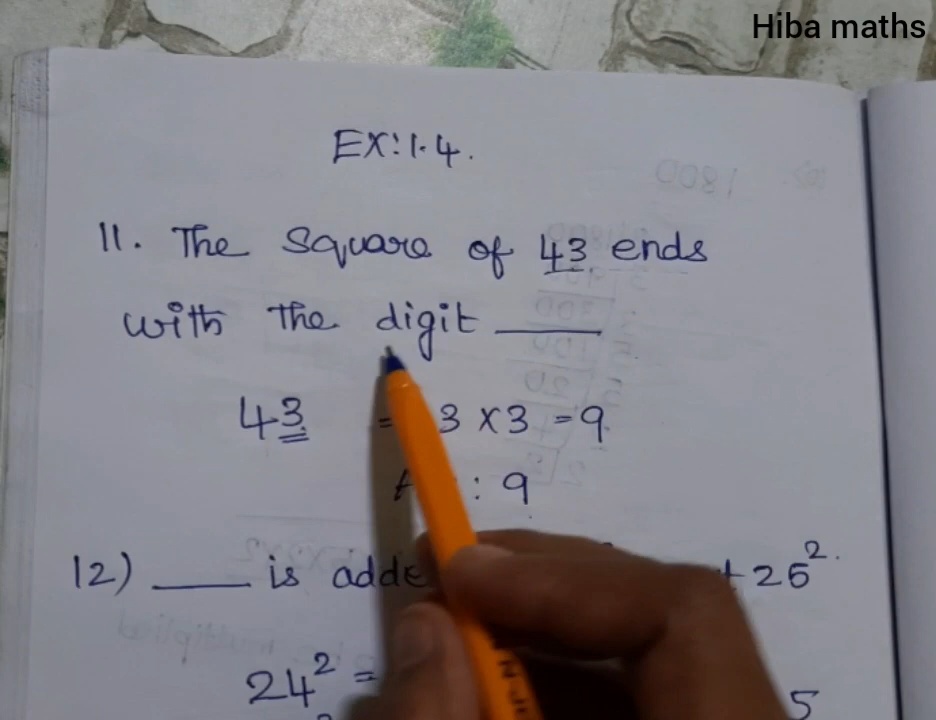 Hiba maths
EX:1.4.
11. The Square of 43 ends
with the digit ____
43 = 3 x 3 = 9
: 9
12) ____ is adde + 25².
24² =
5